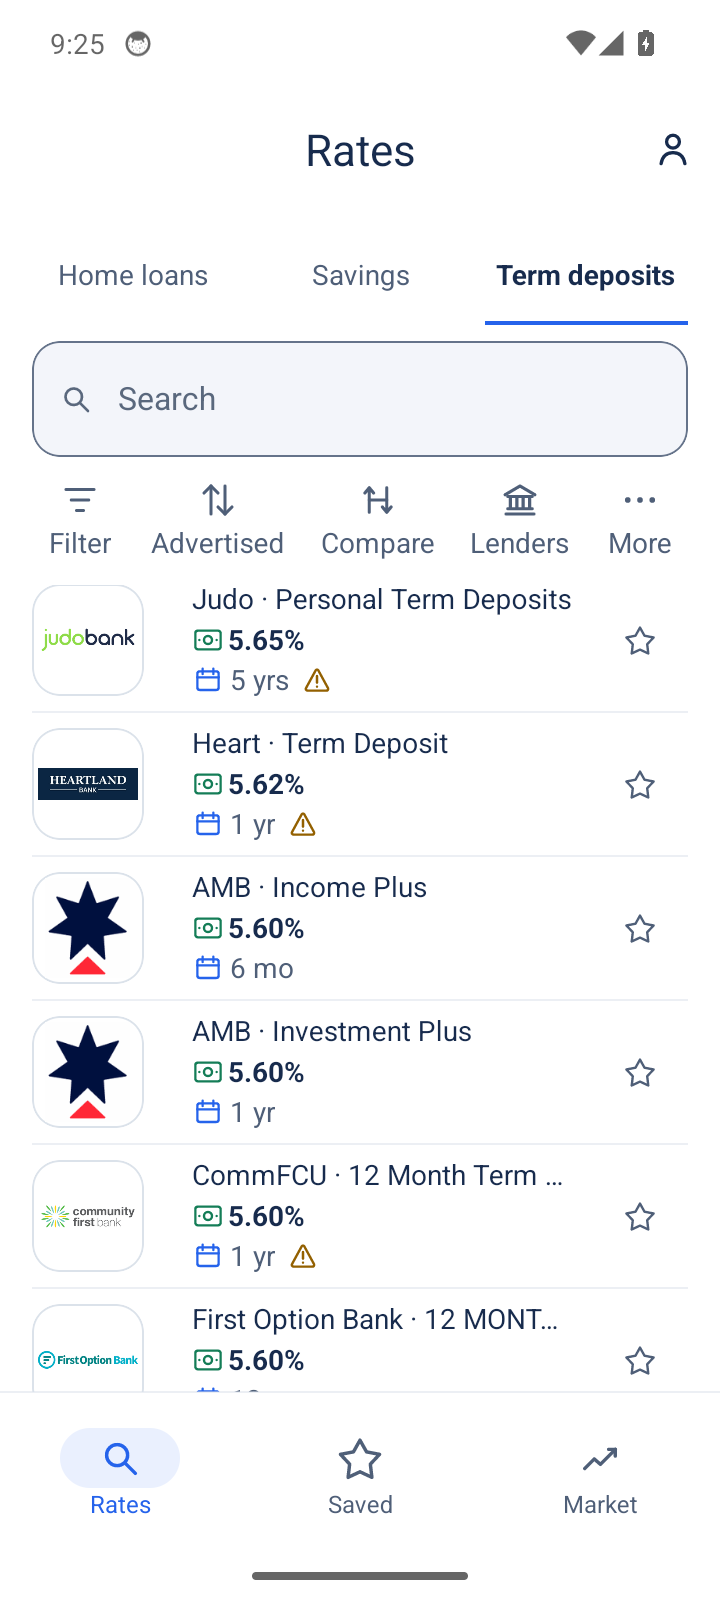 9:25
Rates
Home loans
Savings
Term deposits
Search
Filter
Advertised
Compare
Lenders
More
judobank
Judo · Personal Term Deposits
5.65%
5 yrs
HEARTLAND
BANK
Heart · Term Deposit
5.62%
1 yr
AMB · Income Plus
5.60%
6 mo
AMB · Investment Plus
5.60%
1 yr
community
first bank
CommFCU · 12 Month Term ...
5.60%
1 yr
First Option Bank
First Option Bank · 12 MONT...
5.60%
Rates
Saved
Market